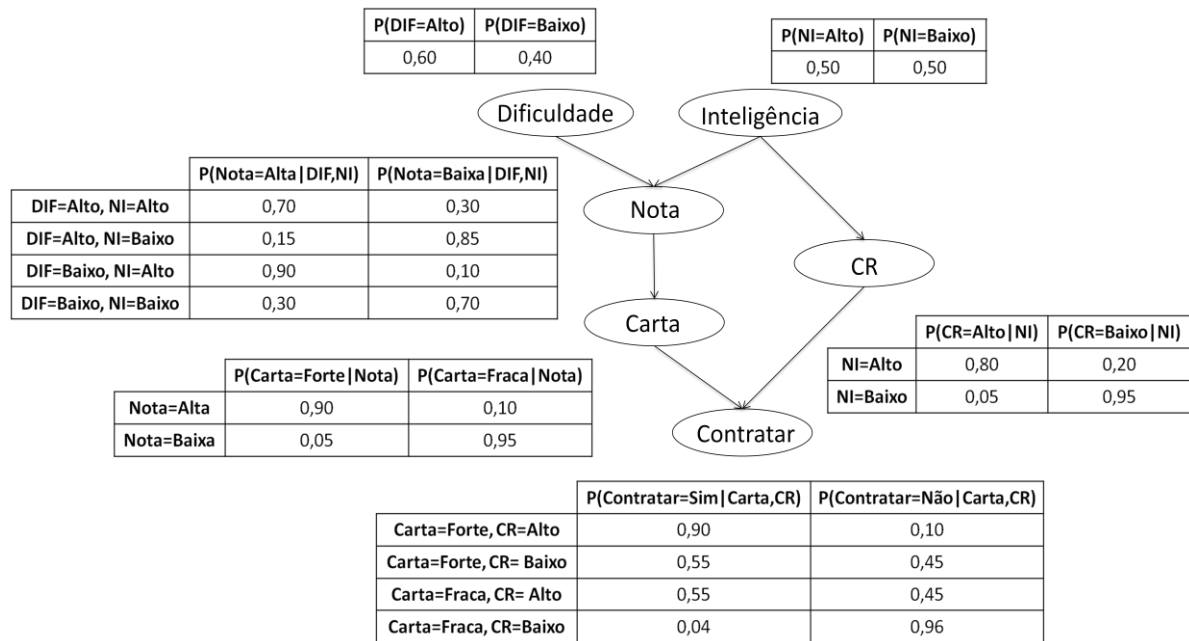 P(DIF=Alto) P(DIF=Baixo)
0,60 0,40
P(NI=Alto) P(NI=Baixo)
0,50 0,50
Dificuldade
Inteligência
P(Nota=Alta|DIF,NI) P(Nota=Baixa|DIF,NI)
DIF=Alto, NI=Alto 0,70 0,30
DIF=Alto, NI=Baixo 0,15 0,85
DIF=Baixo, NI=Alto 0,90 0,10
DIF=Baixo, NI=Baixo 0,30 0,70
Nota
CR
Carta
P(CR=Alto|NI) P(CR=Baixo|NI)
NI=Alto 0,80 0,20
NI=Baixo 0,05 0,95
P(Carta=Forte|Nota) P(Carta=Fraca|Nota)
Nota=Alta 0,90 0,10
Nota=Baixa 0,05 0,95
Contratar
P(Contratar=Sim|Carta,CR) P(Contratar=Não|Carta,CR)
Carta=Forte, CR=Alto 0,90 0,10
Carta=Forte, CR= Baixo 0,55 0,45
Carta=Fraca, CR= Alto 0,55 0,45
Carta=Fraca, CR=Baixo 0,04 0,96